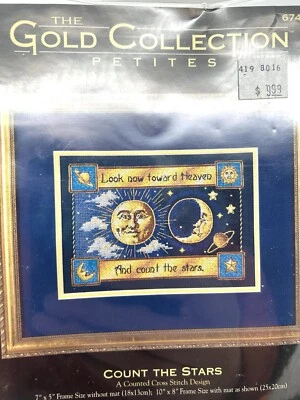 THE
GOLD COLLECTION
PETITES
674
419 8016
$ 999
Look now toward Heaven
And count the stars.
COUNT THE STARS
A Counted Cross Stitch Design
7" x 5" Frame Size without mat (18x13cm); 10" x 8" Frame Size with mat as shown (25x20cm)